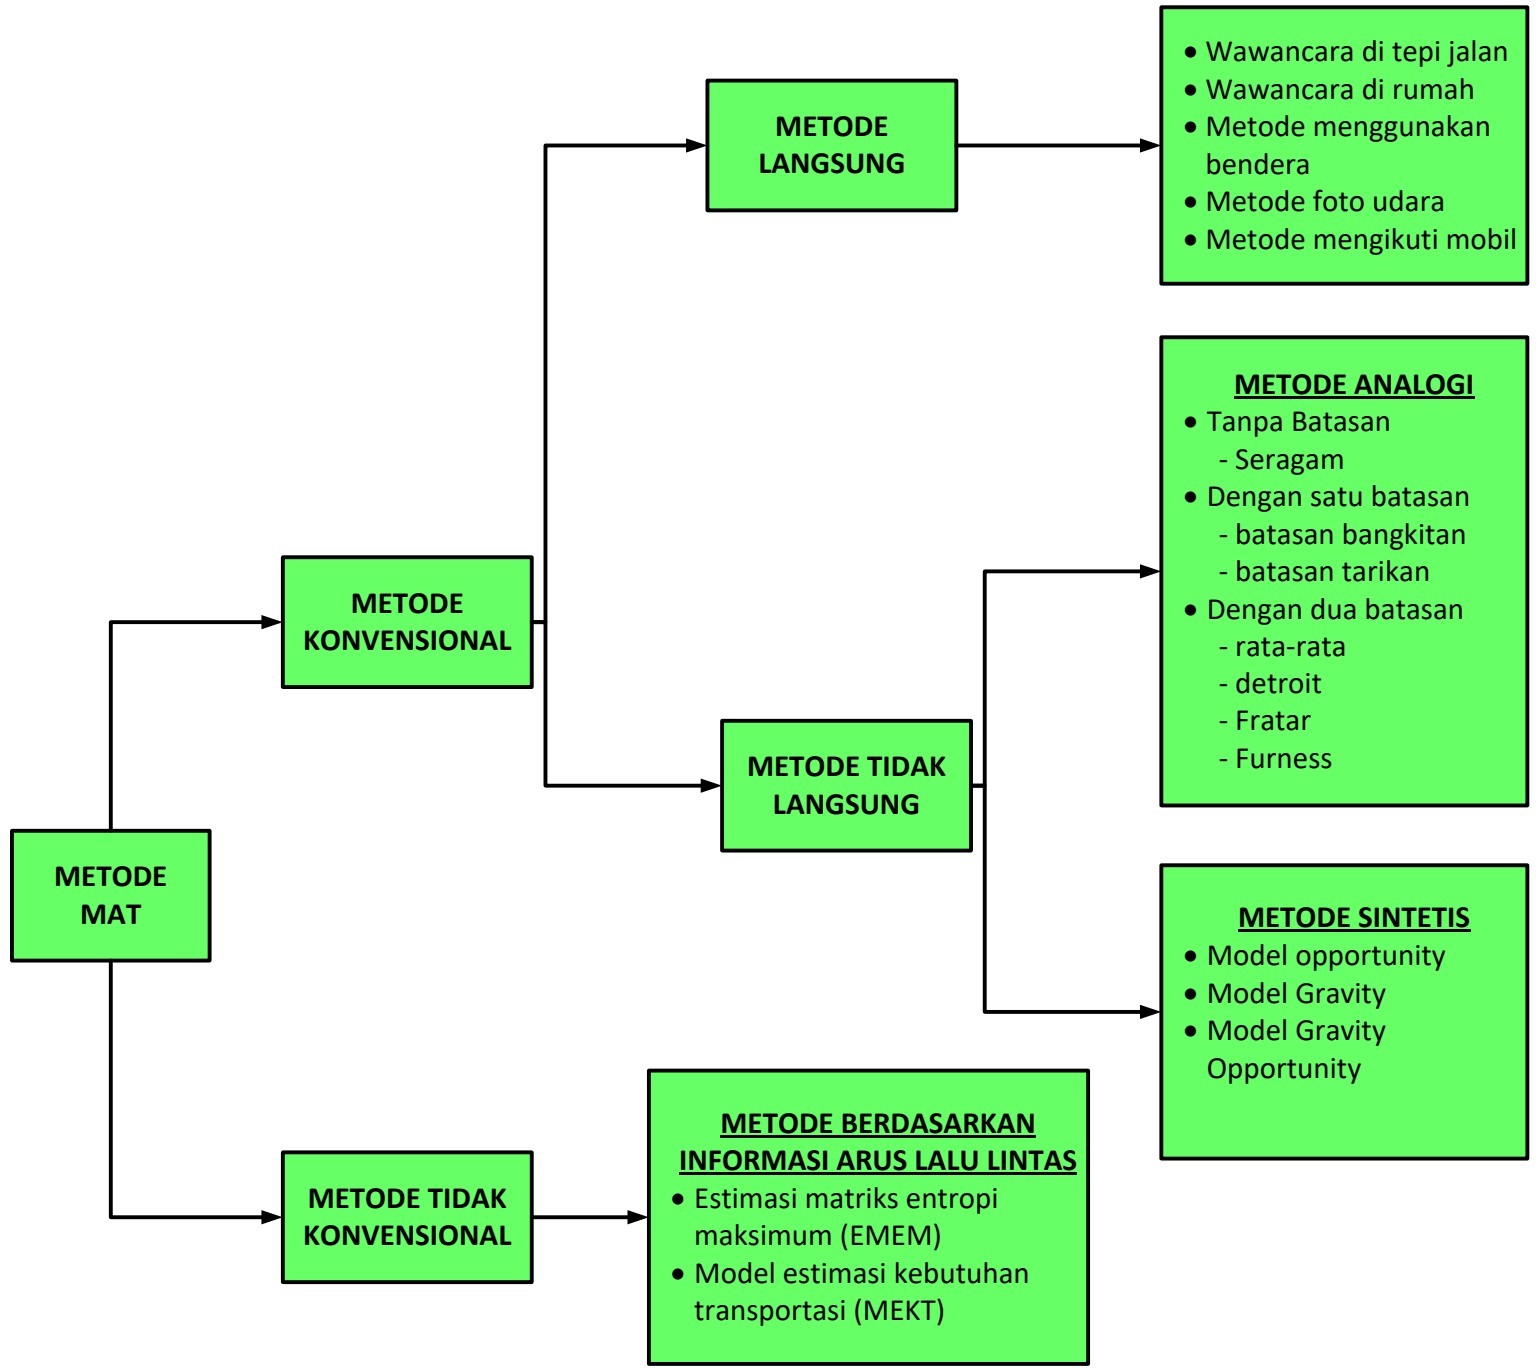 METODE
MAT
METODE
KONVENSIONAL
METODE
LANGSUNG
• Wawancara di tepi jalan
• Wawancara di rumah
• Metode menggunakan
bendera
• Metode foto udara
• Metode mengikuti mobil
METODE TIDAK
LANGSUNG
METODE ANALOGI
• Tanpa Batasan
- Seragam
• Dengan satu batasan
- batasan bangkitan
- batasan tarikan
• Dengan dua batasan
- rata-rata
- detroit
- Fratar
- Furness
METODE SINTETIS
• Model opportunity
• Model Gravity
• Model Gravity
Opportunity
METODE TIDAK
KONVENSIONAL
METODE BERDASARKAN
INFORMASI ARUS LALU LINTAS
• Estimasi matriks entropi
maksimum (EMEM)
• Model estimasi kebutuhan
transportasi (MEKT)